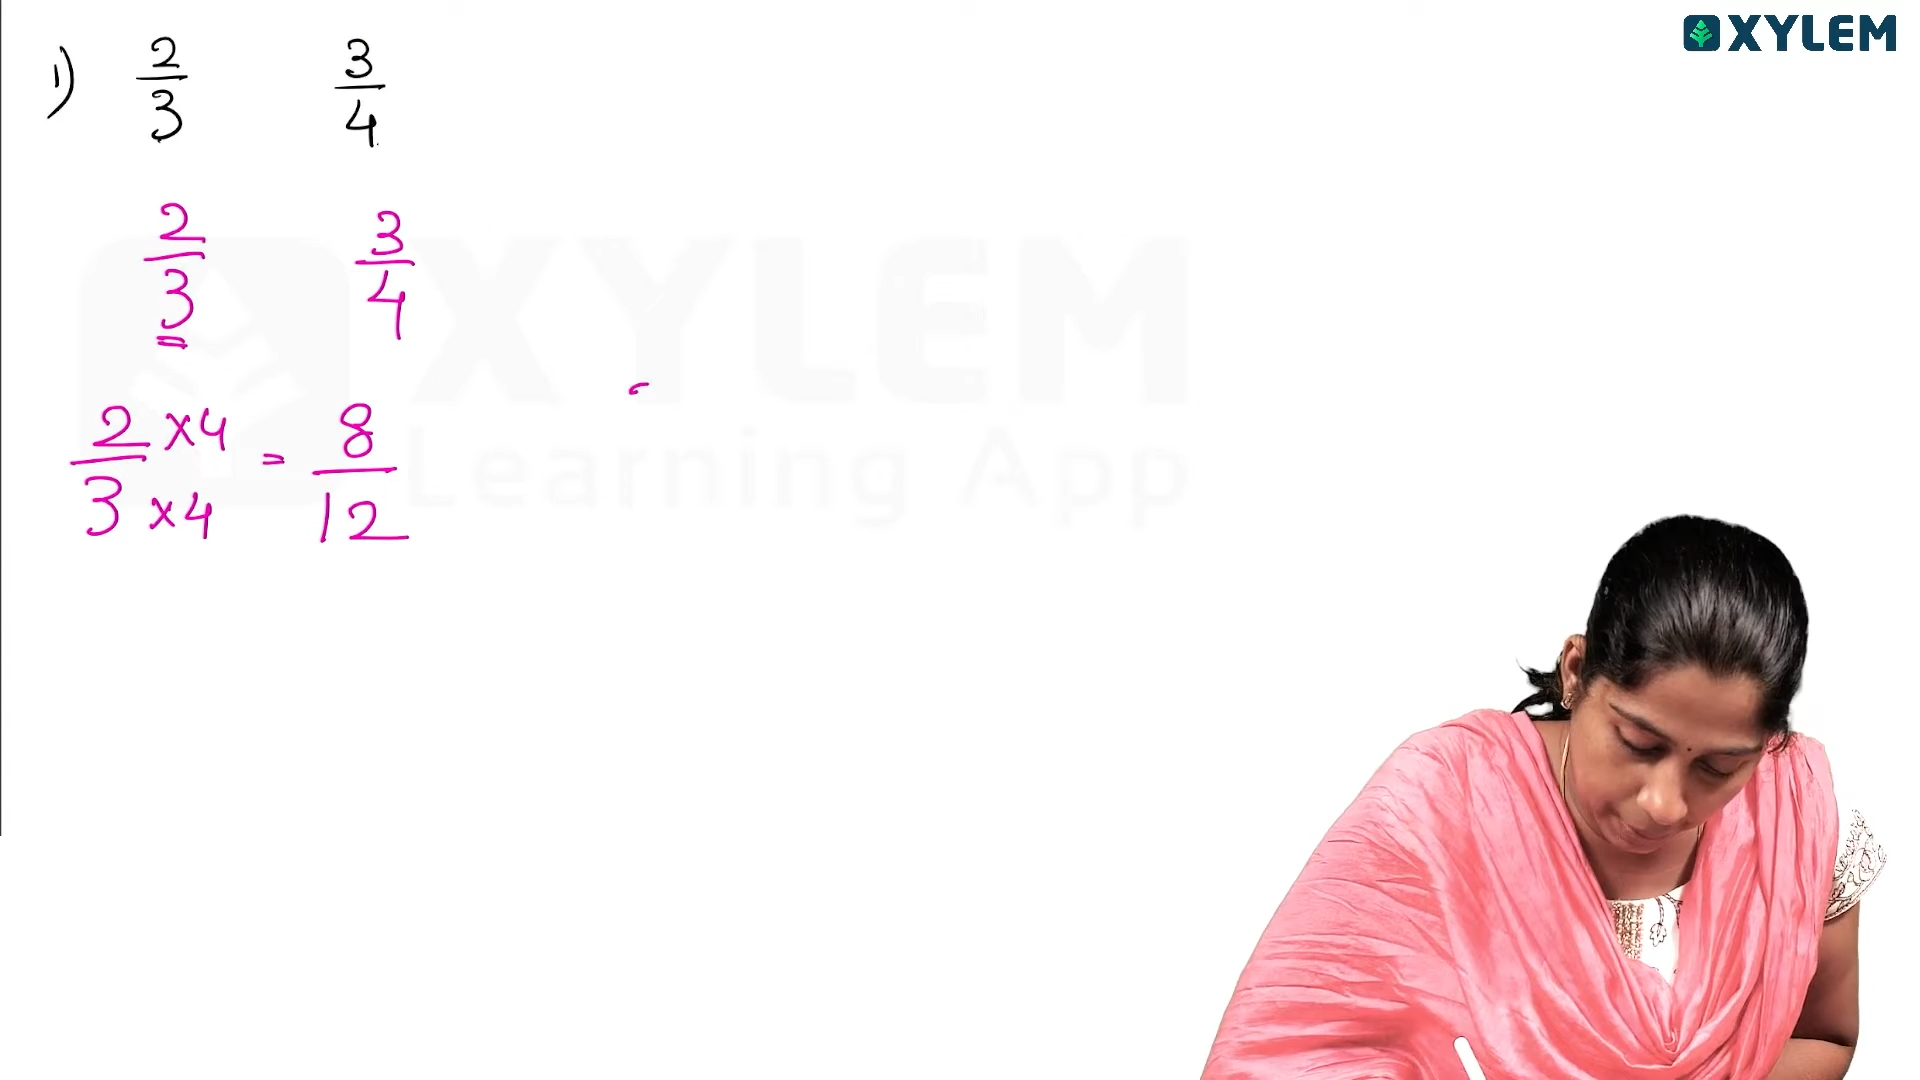 XYLEM
1) 2/3 3/4
2/3 3/4
2/3 ×4 ×4 = 8/12
XYLEM
Learning App